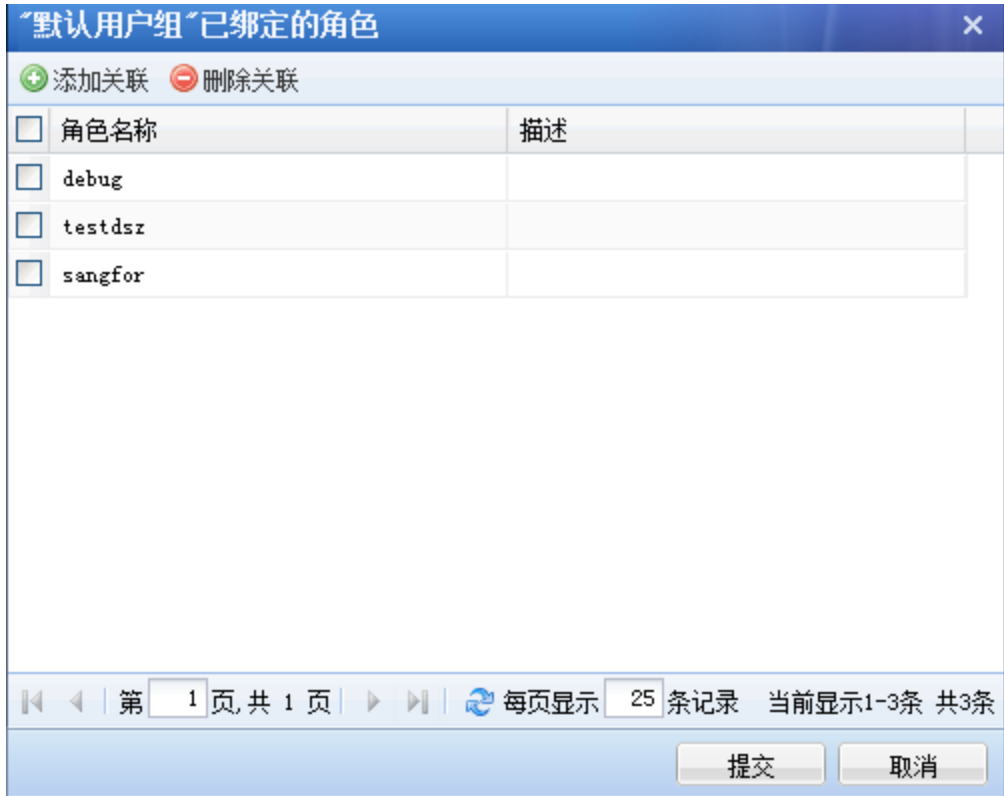 "默认用户组"已绑定的角色
添加关联 删除关联
角色名称 描述
debug
testdsz
sangfor
第 1 页,共 1 页 每页显示 25 条记录 当前显示1-3条 共3条
提交 取消